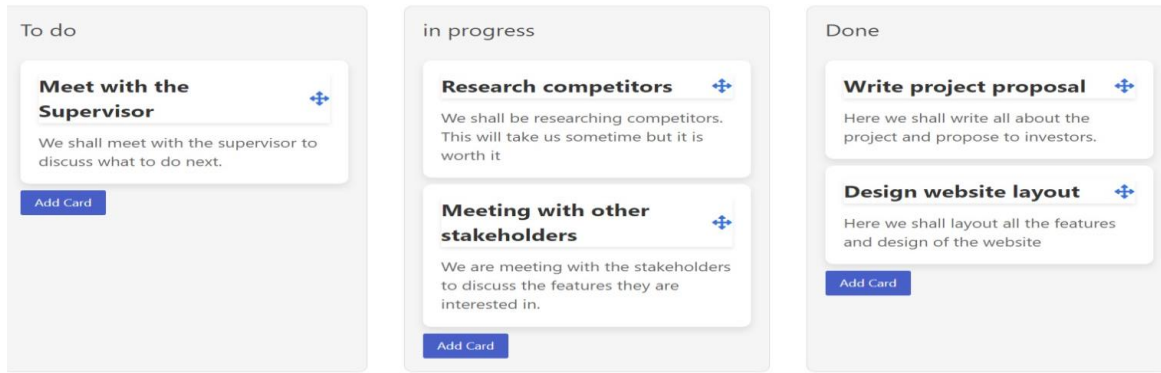 To do
Meet with the
Supervisor
We shall meet with the supervisor to
discuss what to do next.
Add Card
in progress
Research competitors
We shall be researching competitors.
This will take us sometime but it is
worth it
Meeting with other
stakeholders
We are meeting with the stakeholders
to discuss the features they are
interested in.
Add Card
Done
Write project proposal
Here we shall write all about the
project and propose to investors.
Design website layout
Here we shall layout all the features
and design of the website
Add Card